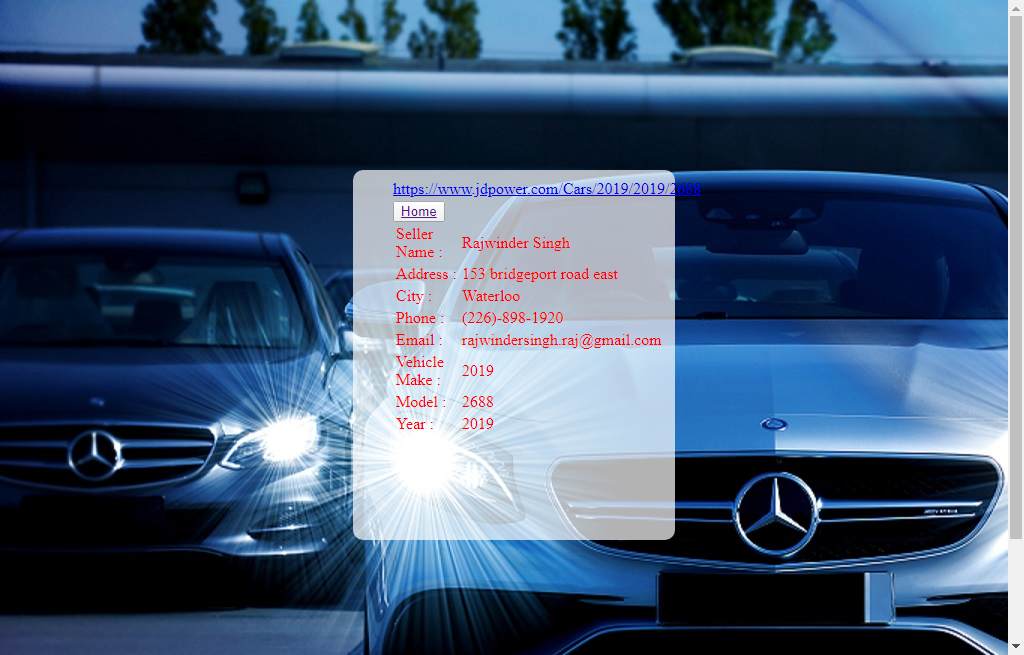 https://www.jdpower.com/Cars/2019/2019/2688
Home
Seller Name : Rajwinder Singh
Address : 153 bridgeport road east
City : Waterloo
Phone : (226)-898-1920
Email : rajwindersingh.raj@gmail.com
Vehicle Make : 2019
Model : 2688
Year : 2019